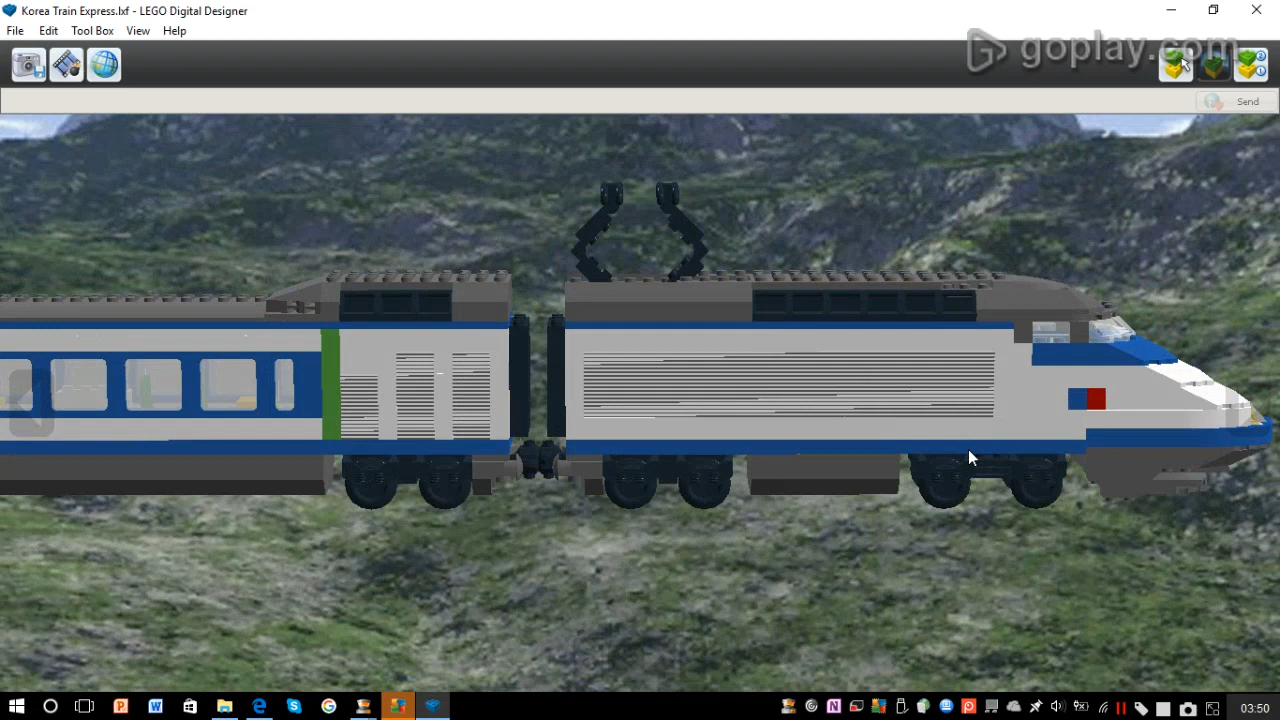 Korea Train Express.lxf - LEGO Digital Designer
File Edit Tool Box View Help
goplay.com
Send
03:50